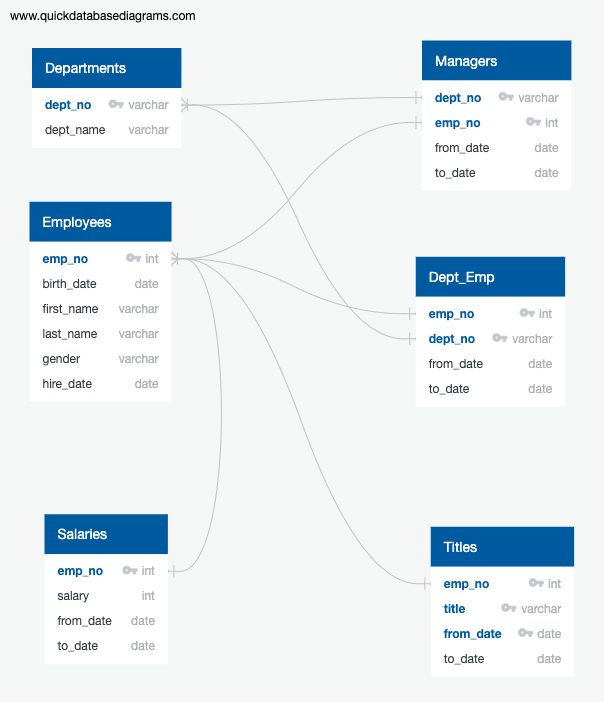 www.quickdatabasediagrams.com
Departments
dept_no varchar
dept_name varchar
Managers
dept_no varchar
emp_no int
from_date date
to_date date
Employees
emp_no int
birth_date date
first_name varchar
last_name varchar
gender varchar
hire_date date
Dept_Emp
emp_no int
dept_no varchar
from_date date
to_date date
Salaries
emp_no int
salary int
from_date date
to_date date
Titles
emp_no int
title varchar
from_date date
to_date date